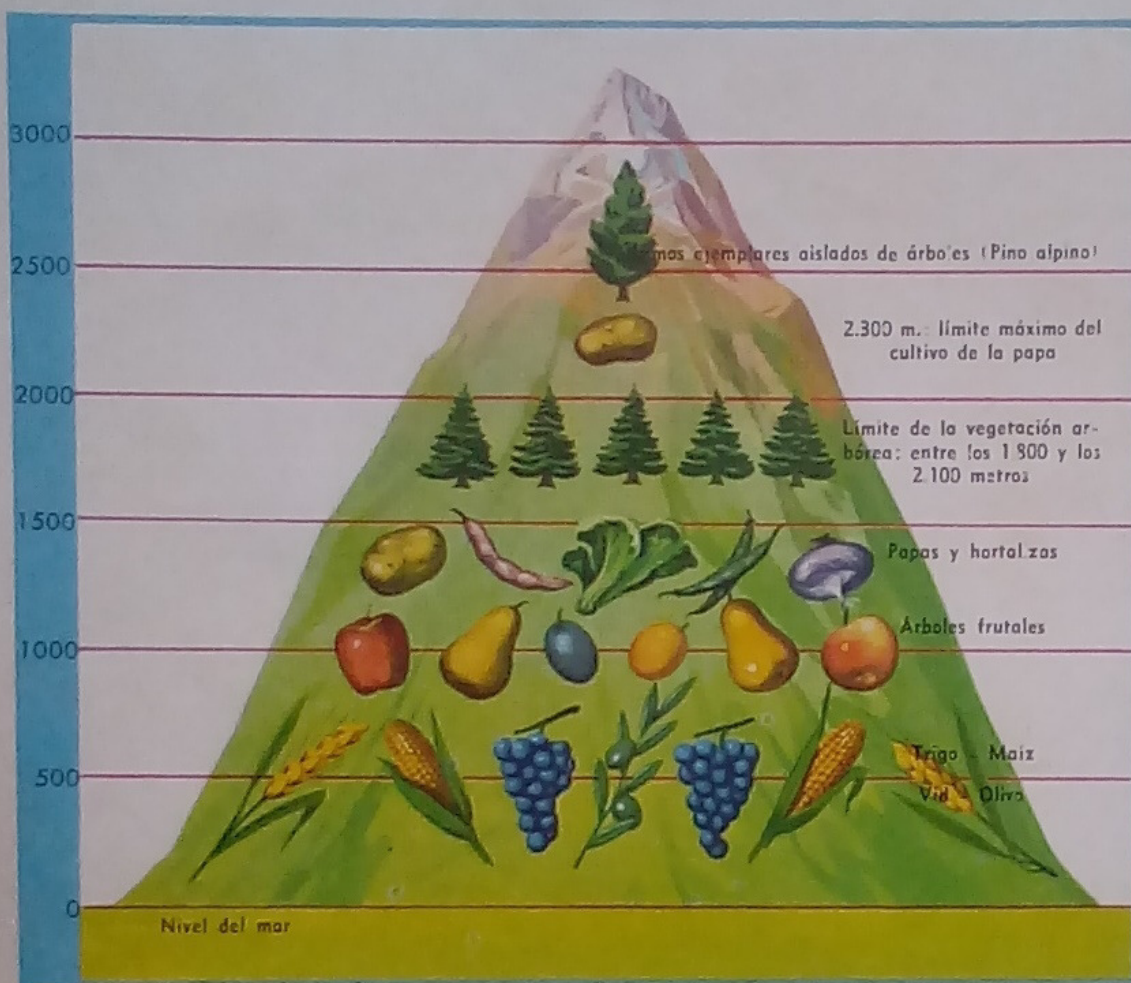 3000
mos ejemplares aislados de árboles (Pino alpino)
2500
2.300 m.: límite máximo del
cultivo de la papa
2000
Límite de la vegetación ar-
bórea: entre los 1 800 y los
2 100 metros
1500
Papas y hortalizas
Árboles frutales
1000
Trigo - Maiz
500
Vid - Olivo
0
Nivel del mar